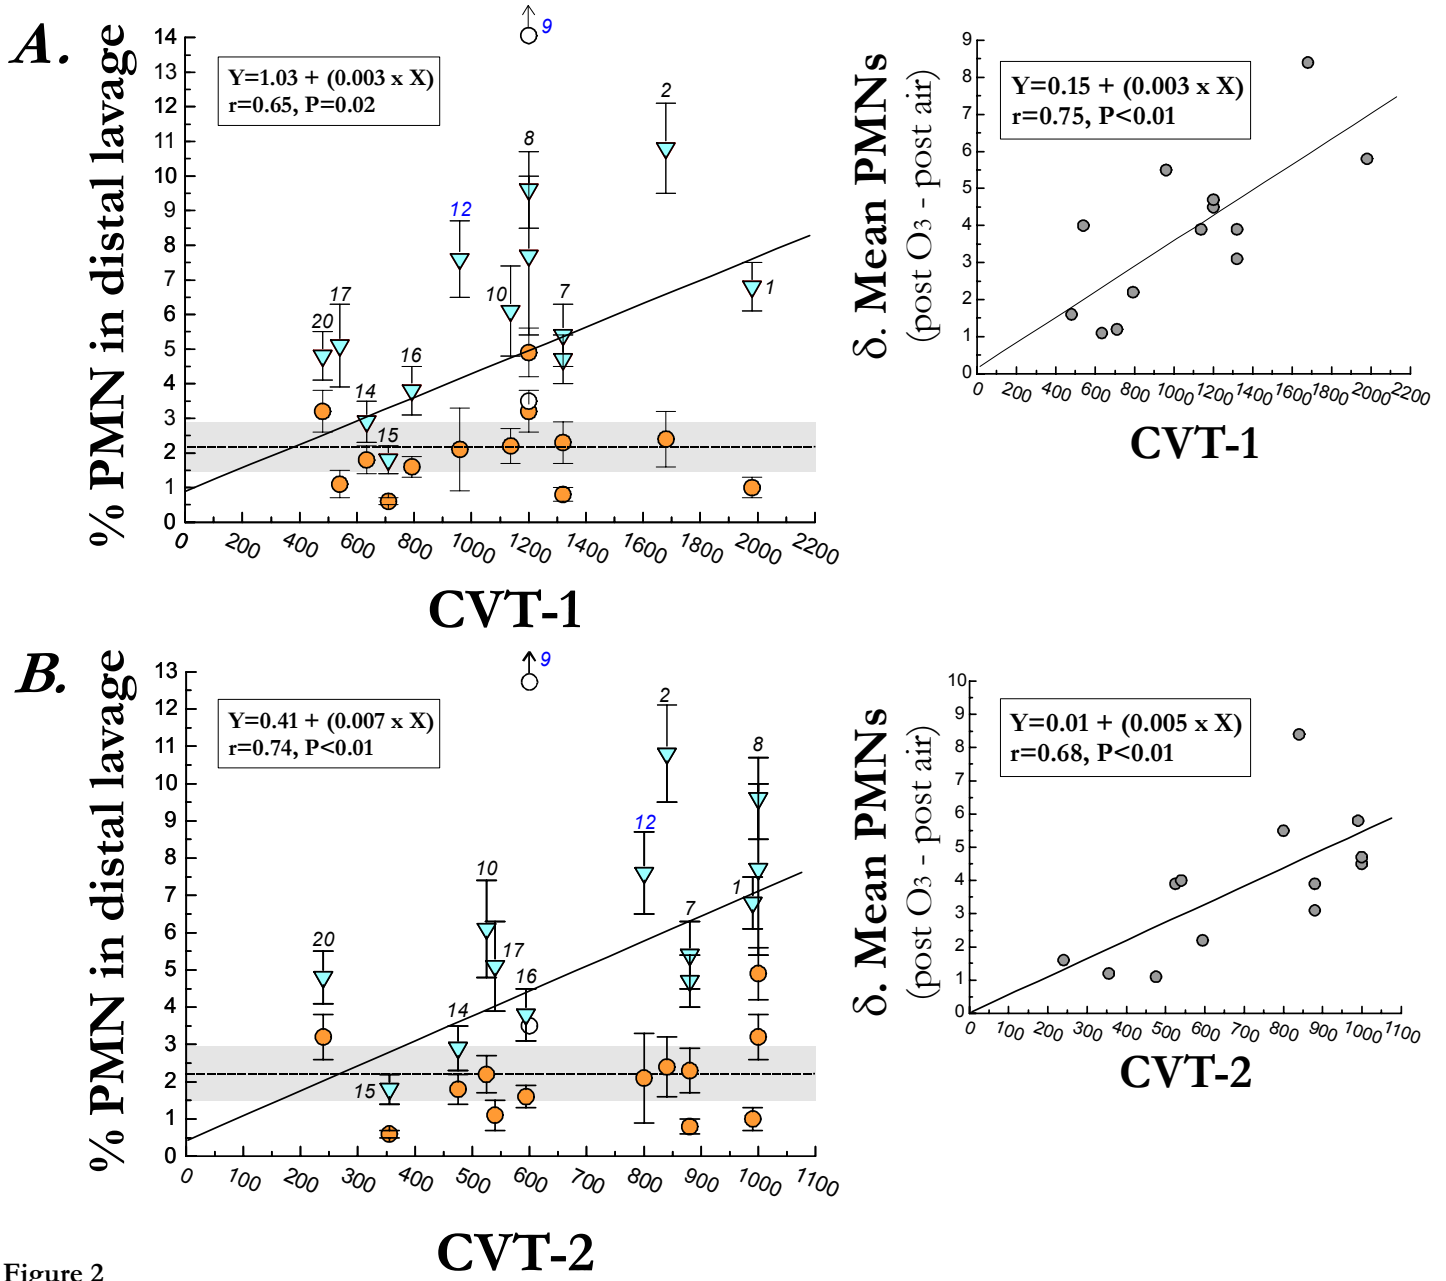 A.
% PMN in distal lavage
14
13
12
11
10
9
8
7
6
5
4
3
2
1
0
Y=1.03 + (0.003 x X)
r=0.65, P=0.02
9
2
8
12
17
20
10
7
1
16
14
15
0 200 400 600 800 1000 1200 1400 1600 1800 2000 2200
CVT-1
δ. Mean PMNs
(post O3 - post air)
9
8
7
6
5
4
3
2
1
0
Y=0.15 + (0.003 x X)
r=0.75, P<0.01
0 200 400 600 800 1000 1200 1400 1600 1800 2000 2200
CVT-1
B.
% PMN in distal lavage
13
12
11
10
9
8
7
6
5
4
3
2
1
0
Y=0.41 + (0.007 x X)
r=0.74, P<0.01
9
2
8
12
10
1
7
20
17
16
14
15
0 100 200 300 400 500 600 700 800 900 1000 1100
CVT-2
δ. Mean PMNs
(post O3 - post air)
10
9
8
7
6
5
4
3
2
1
0
Y=0.01 + (0.005 x X)
r=0.68, P<0.01
0 100 200 300 400 500 600 700 800 900 1000 1100
CVT-2
Figure 2